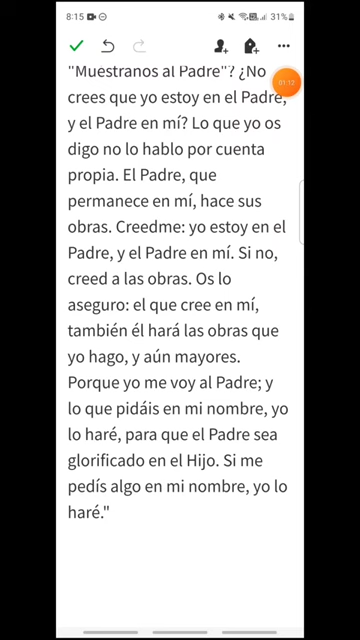 8:15
31%
"Muestranos al Padre"? ¿No
01:12
crees que yo estoy en el Padre,
y el Padre en mí? Lo que yo os
digo no lo hablo por cuenta
propia. El Padre, que
permanece en mí, hace sus
obras. Creedme: yo estoy en el
Padre, y el Padre en mí. Si no,
creed a las obras. Os lo
aseguro: el que cree en mí,
también él hará las obras que
yo hago, y aún mayores.
Porque yo me voy al Padre; y
lo que pidáis en mi nombre, yo
lo haré, para que el Padre sea
glorificado en el Hijo. Si me
pedís algo en mi nombre, yo lo
haré."